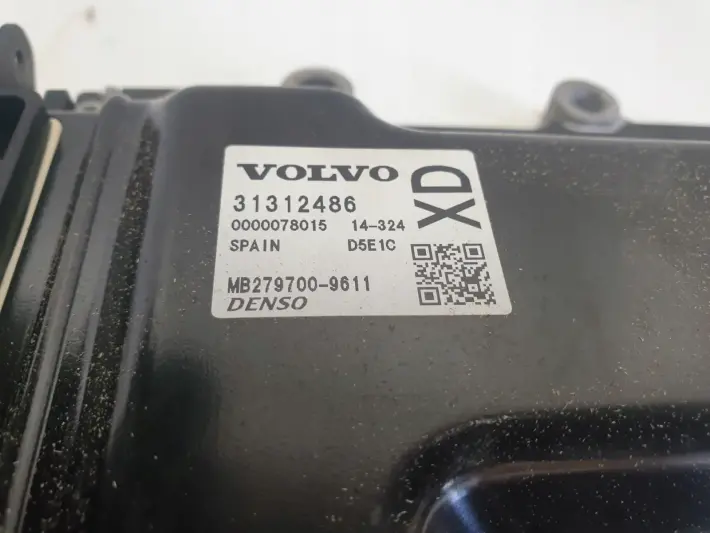 VOLVO
XD
31312486
0000078015 14-324
SPAIN D5E1C
MB279700-9611
DENSO